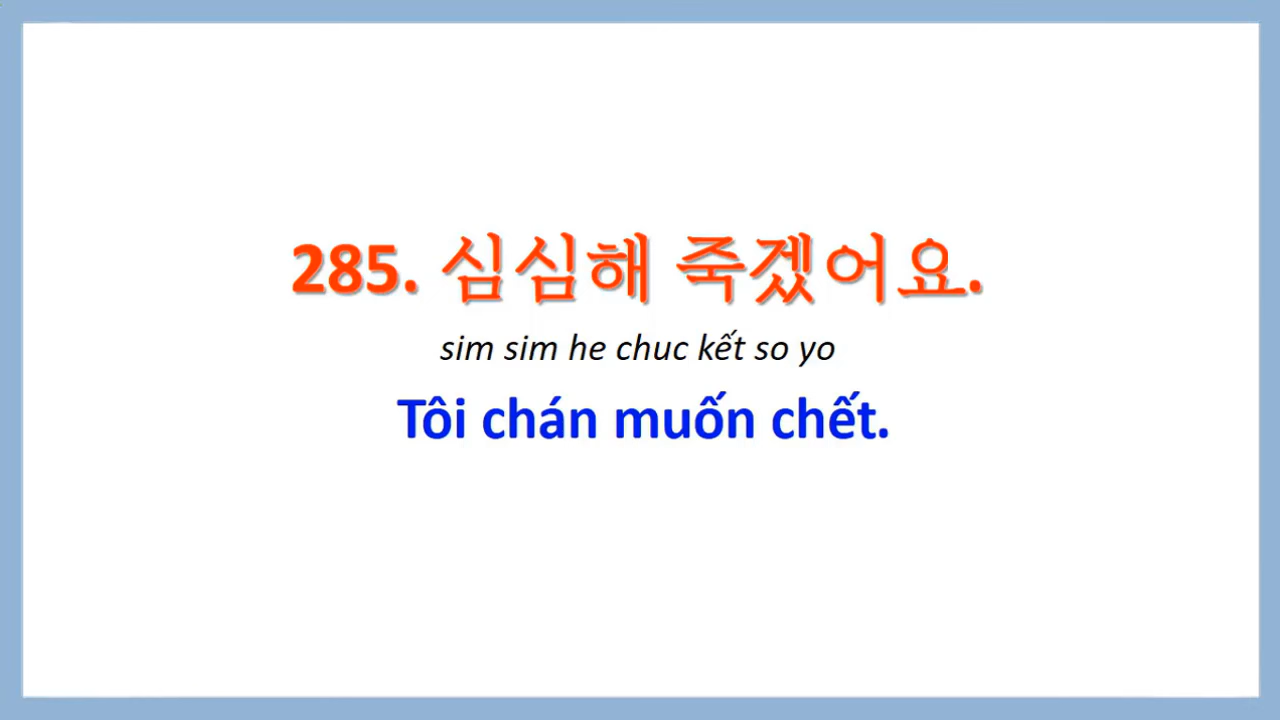 285. 심심해 죽겠어요.
sim sim he chuc kết so yo
Tôi chán muốn chết.